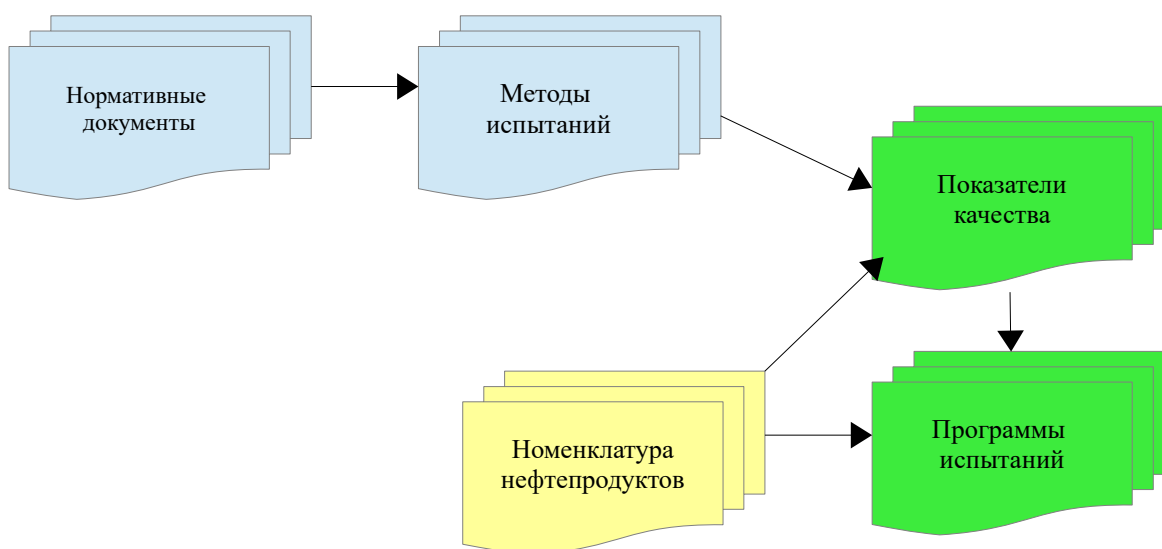 Нормативные
документы
Методы
испытаний
Показатели
качества
Номенклатура
нефтепродуктов
Программы
испытаний